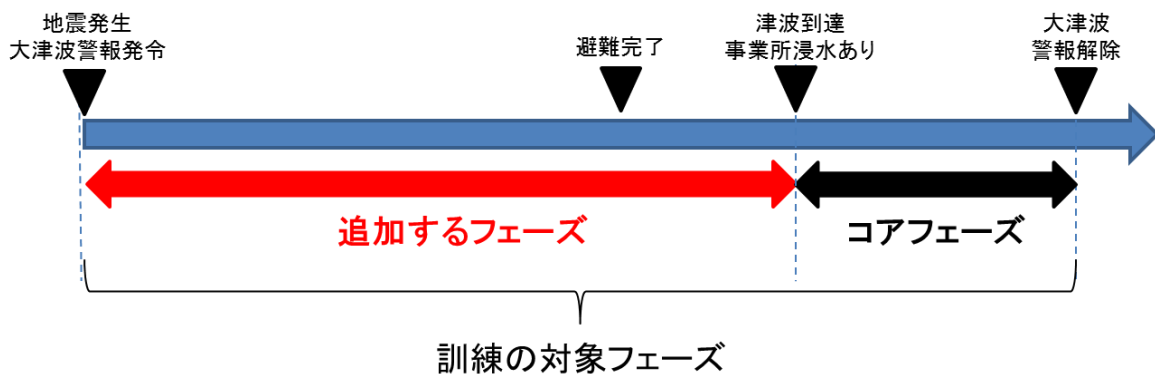 地震発生
大津波警報発令
避難完了
津波到達
事業所浸水あり
大津波
警報解除
追加するフェーズ
コアフェーズ
訓練の対象フェーズ